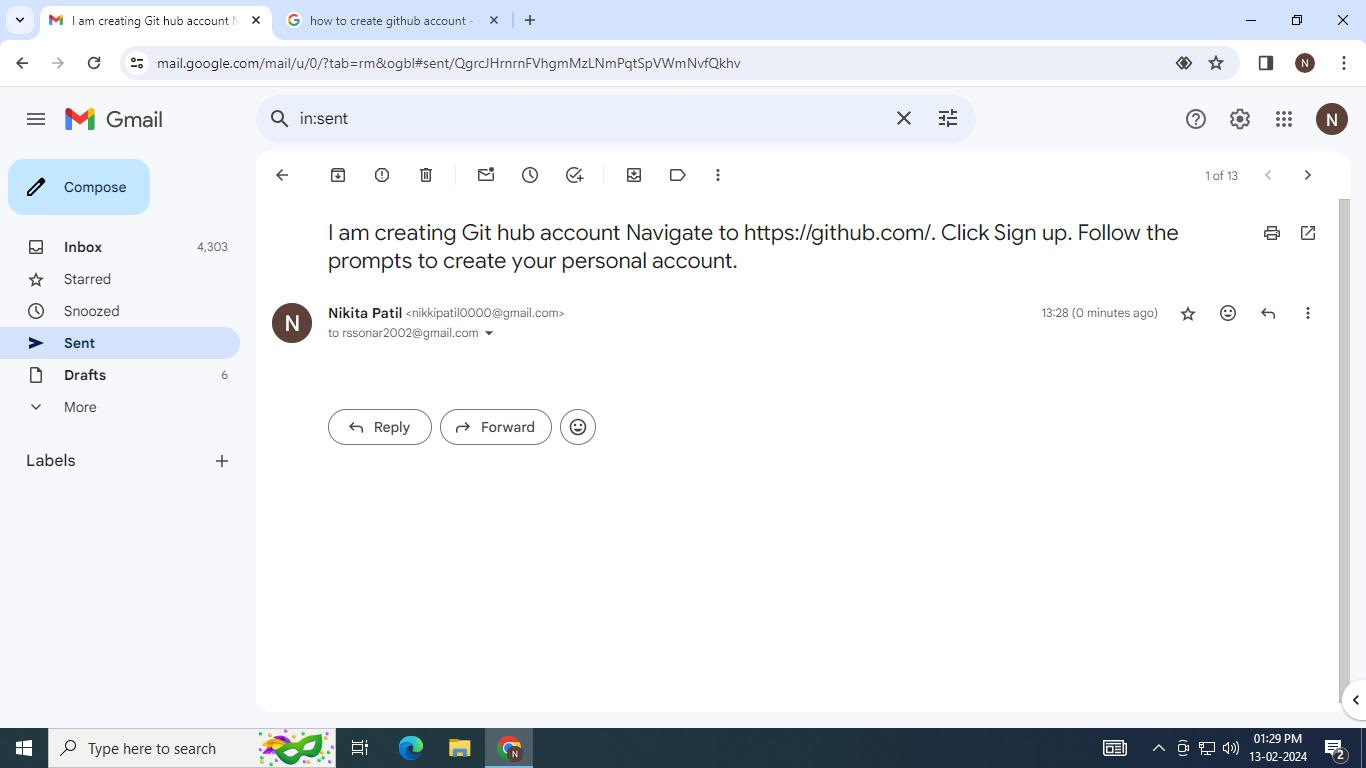 I am creating Git hub account N
how to create github account -
mail.google.com/mail/u/0/?tab=rm&ogbl#sent/QgrcJHrnrnFVhgmMzLNmPqtSpVWmNvfQkhv
N
Gmail
in:sent
N
Compose
1 of 13
Inbox 4,303
Starred
Snoozed
Sent
Drafts 6
More
Labels
I am creating Git hub account Navigate to https://github.com/. Click Sign up. Follow the
prompts to create your personal account.
N
Nikita Patil <nikkipatil0000@gmail.com>
13:28 (0 minutes ago)
to rssonar2002@gmail.com
Reply
Forward
Type here to search
N
01:29 PM
13-02-2024
2